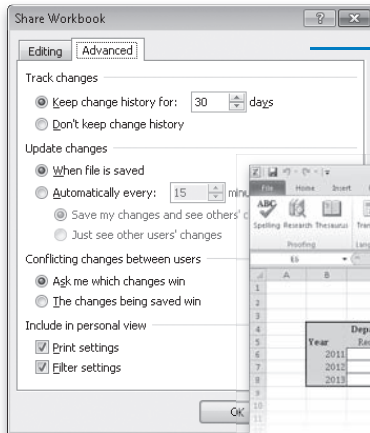 Share Workbook
Editing Advanced
Track changes
Keep change history for: 30 days
Don't keep change history
Update changes
When file is saved
Automatically every: 15
Save my changes and see others'
Just see other users' changes
Conflicting changes between users
Ask me which changes win
The changes being saved win
Include in personal view
Print settings
Filter settings
OK
File Home Insert
Spelling Research Thesaurus
Proofing
E6
A B
1
2
3
4
5 Year
6 2011
7 2012
8 2013
9
10
11